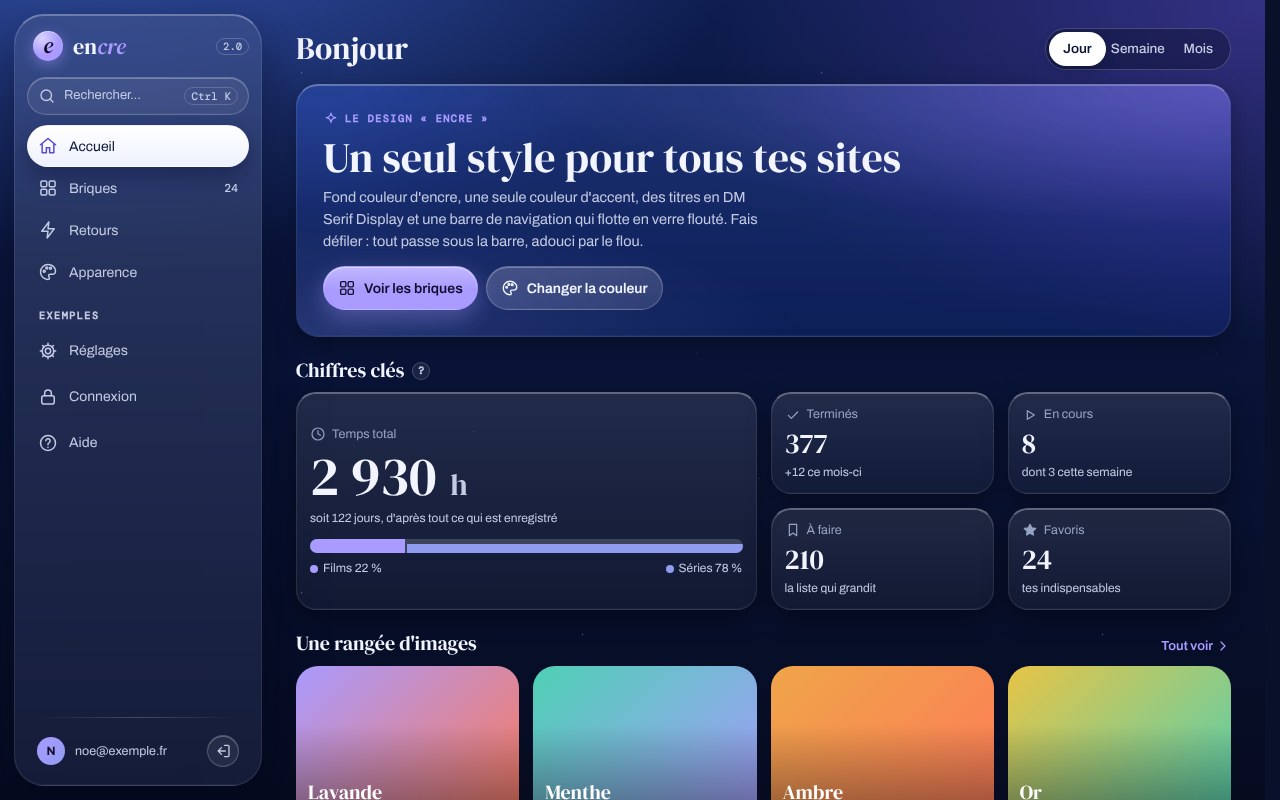 encre
2.0
Rechercher...
Ctrl K
Accueil
Briques
24
Retours
Apparence
EXEMPLES
Réglages
Connexion
Aide
N
noe@exemple.fr
Bonjour
Jour
Semaine
Mois
LE DESIGN « ENCRE »
Un seul style pour tous tes sites
Fond couleur d'encre, une seule couleur d'accent, des titres en DM
Serif Display et une barre de navigation qui flotte en verre flouté. Fais
défiler : tout passe sous la barre, adouci par le flou.
Voir les briques
Changer la couleur
Chiffres clés ?
Temps total
2 930 h
soit 122 jours, d'après tout ce qui est enregistré
Films 22 %
Séries 78 %
Terminés
377
+12 ce mois-ci
En cours
8
dont 3 cette semaine
À faire
210
la liste qui grandit
Favoris
24
tes indispensables
Une rangée d'images
Tout voir
Lavande
Menthe
Ambre
Or